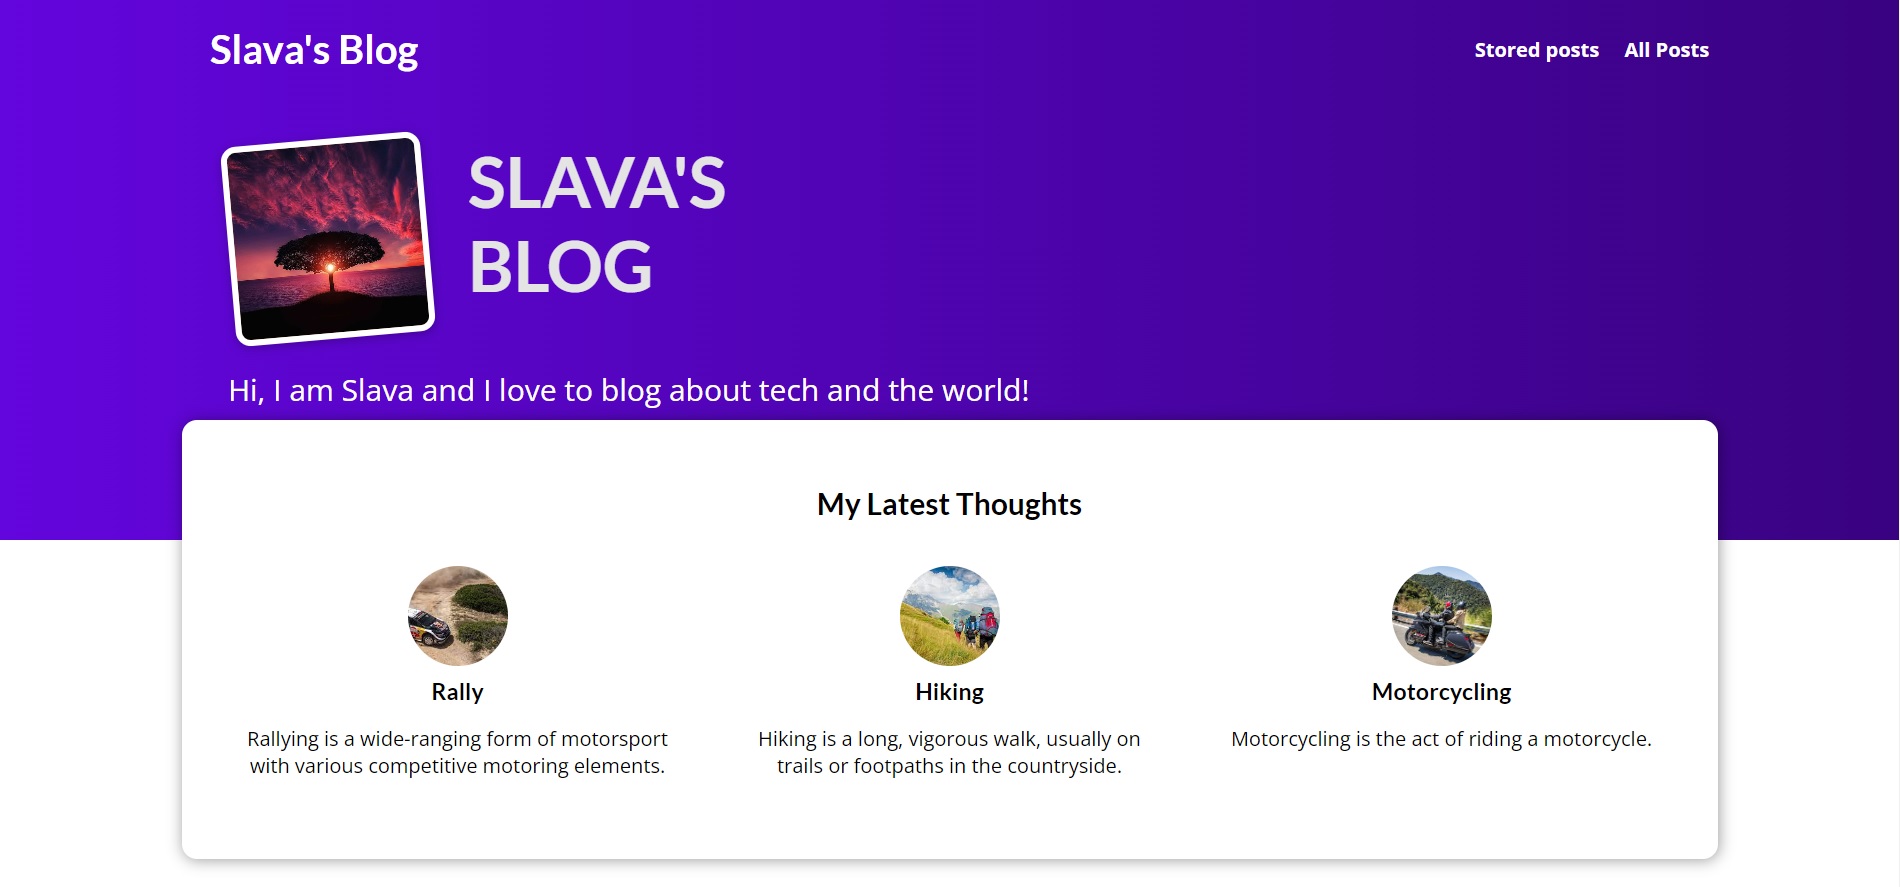 Slava's Blog
Stored posts All Posts
SLAVA'S
BLOG
Hi, I am Slava and I love to blog about tech and the world!
My Latest Thoughts
Rally
Rallying is a wide-ranging form of motorsport
with various competitive motoring elements.
Hiking
Hiking is a long, vigorous walk, usually on
trails or footpaths in the countryside.
Motorcycling
Motorcycling is the act of riding a motorcycle.